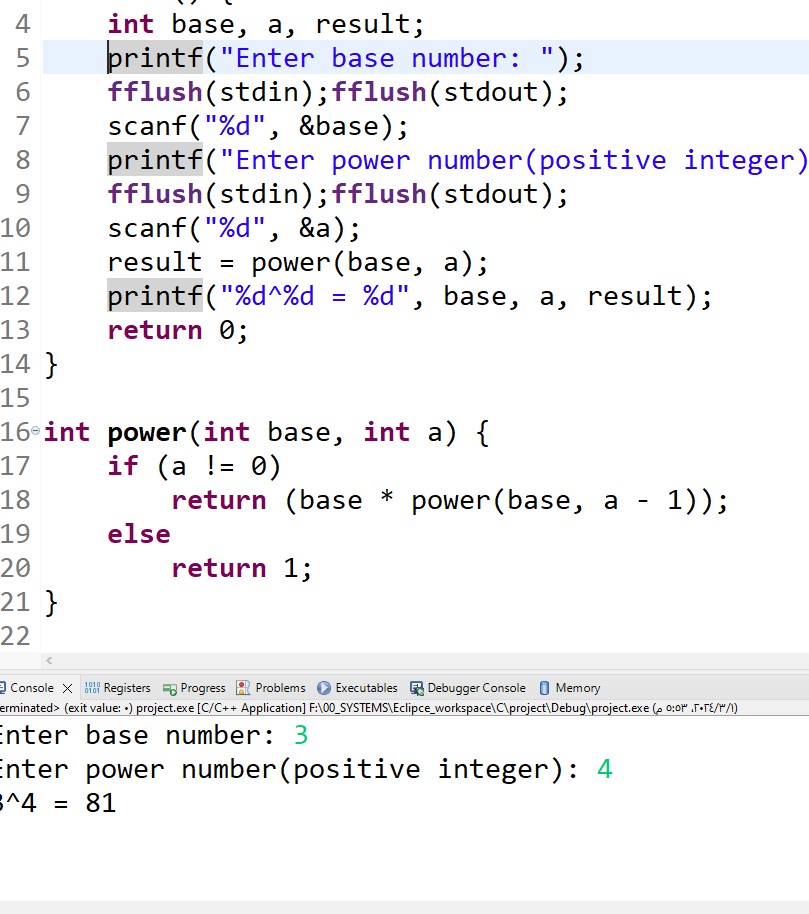 () {
4 int base, a, result;
5 printf("Enter base number: ");
6 fflush(stdin);fflush(stdout);
7 scanf("%d", &base);
8 printf("Enter power number(positive integer)
9 fflush(stdin);fflush(stdout);
10 scanf("%d", &a);
11 result = power(base, a);
12 printf("%d^%d = %d", base, a, result);
13 return 0;
14 }
15
16 int power(int base, int a) {
17 if (a != 0)
18 return (base * power(base, a - 1));
19 else
20 return 1;
21 }
22
Console Registers Progress Problems Executables Debugger Console Memory
erminated> (exit value: ٠) project.exe [C/C++ Application] F:\00_SYSTEMS\Eclipce_workspace\C\project\Debug\project.exe (٢٠٢٤/٣/١، ٥:٥٣ م)
Enter base number: 3
Enter power number(positive integer): 4
3^4 = 81